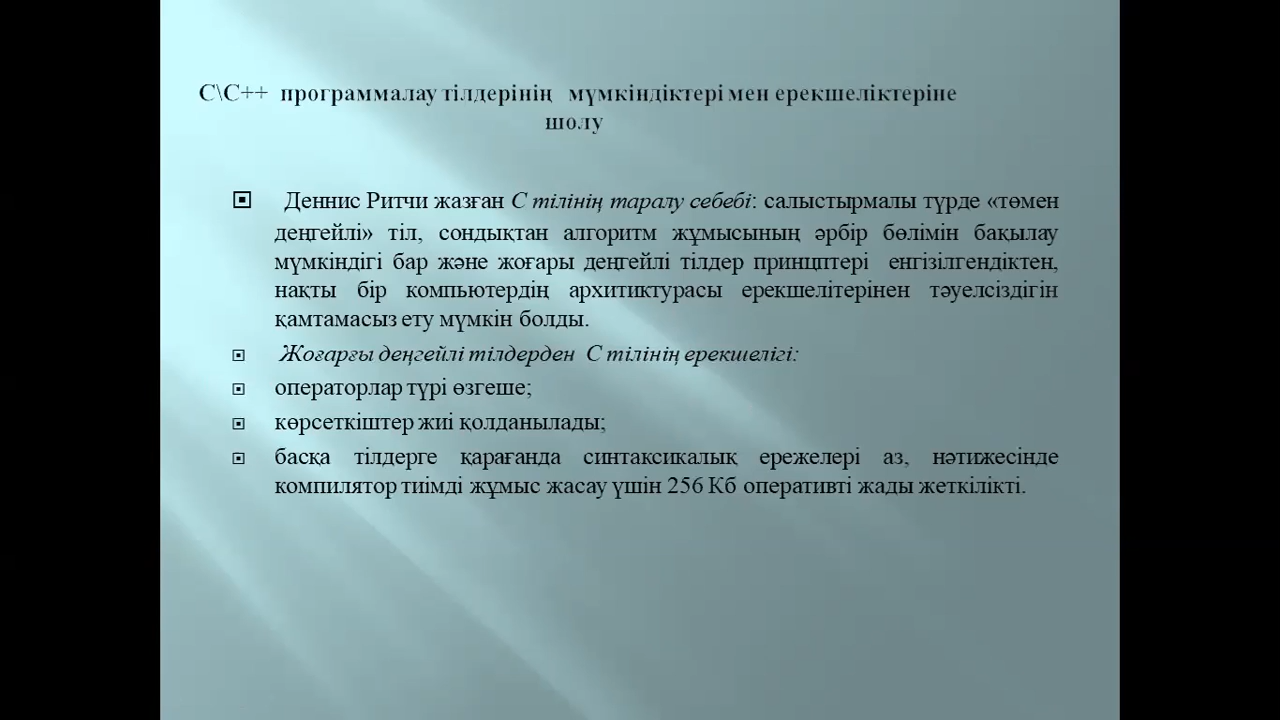 С\С++ программалау тілдерінің мүмкіндіктері мен ерекшеліктеріне
шолу
Деннис Ритчи жазған С тілінің таралу себебі: салыстырмалы түрде «төмен
деңгейлі» тіл, сондықтан алгоритм жұмысының әрбір бөлімін бақылау
мүмкіндігі бар және жоғары деңгейлі тілдер принцптері енгізілгендіктен,
нақты бір компьютердің архитиктурасы ерекшелітерінен тәуелсіздігін
қамтамасыз ету мүмкін болды.
Жоғарғы деңгейлі тілдерден С тілінің ерекшелігі:
операторлар түрі өзгеше;
көрсеткіштер жиі қолданылады;
басқа тілдерге қарағанда синтаксикалық ережелері аз, нәтижесінде
компилятор тиімді жұмыс жасау үшін 256 Кб оперативті жады жеткілікті.